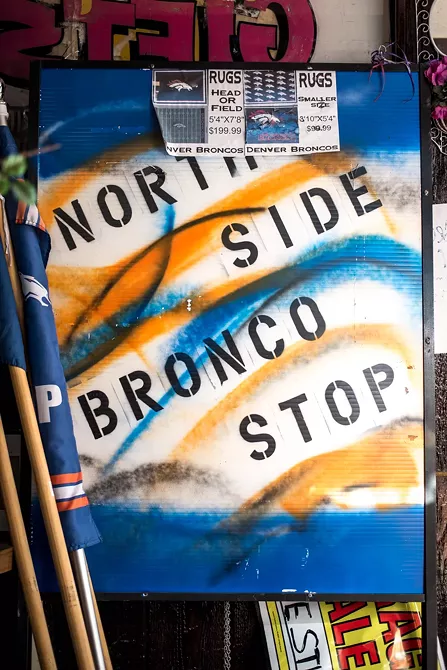 RUGS
HEAD
OR
FIELD
5'4"X7'8"
$199.99
DENVER BRONCOS
RUGS
SMALLER
SIZE
3'10"X5'4"
$99.99
DENVER BRONCOS
NORTH
SIDE
BRONCO
STOP
P
E ST
SALE